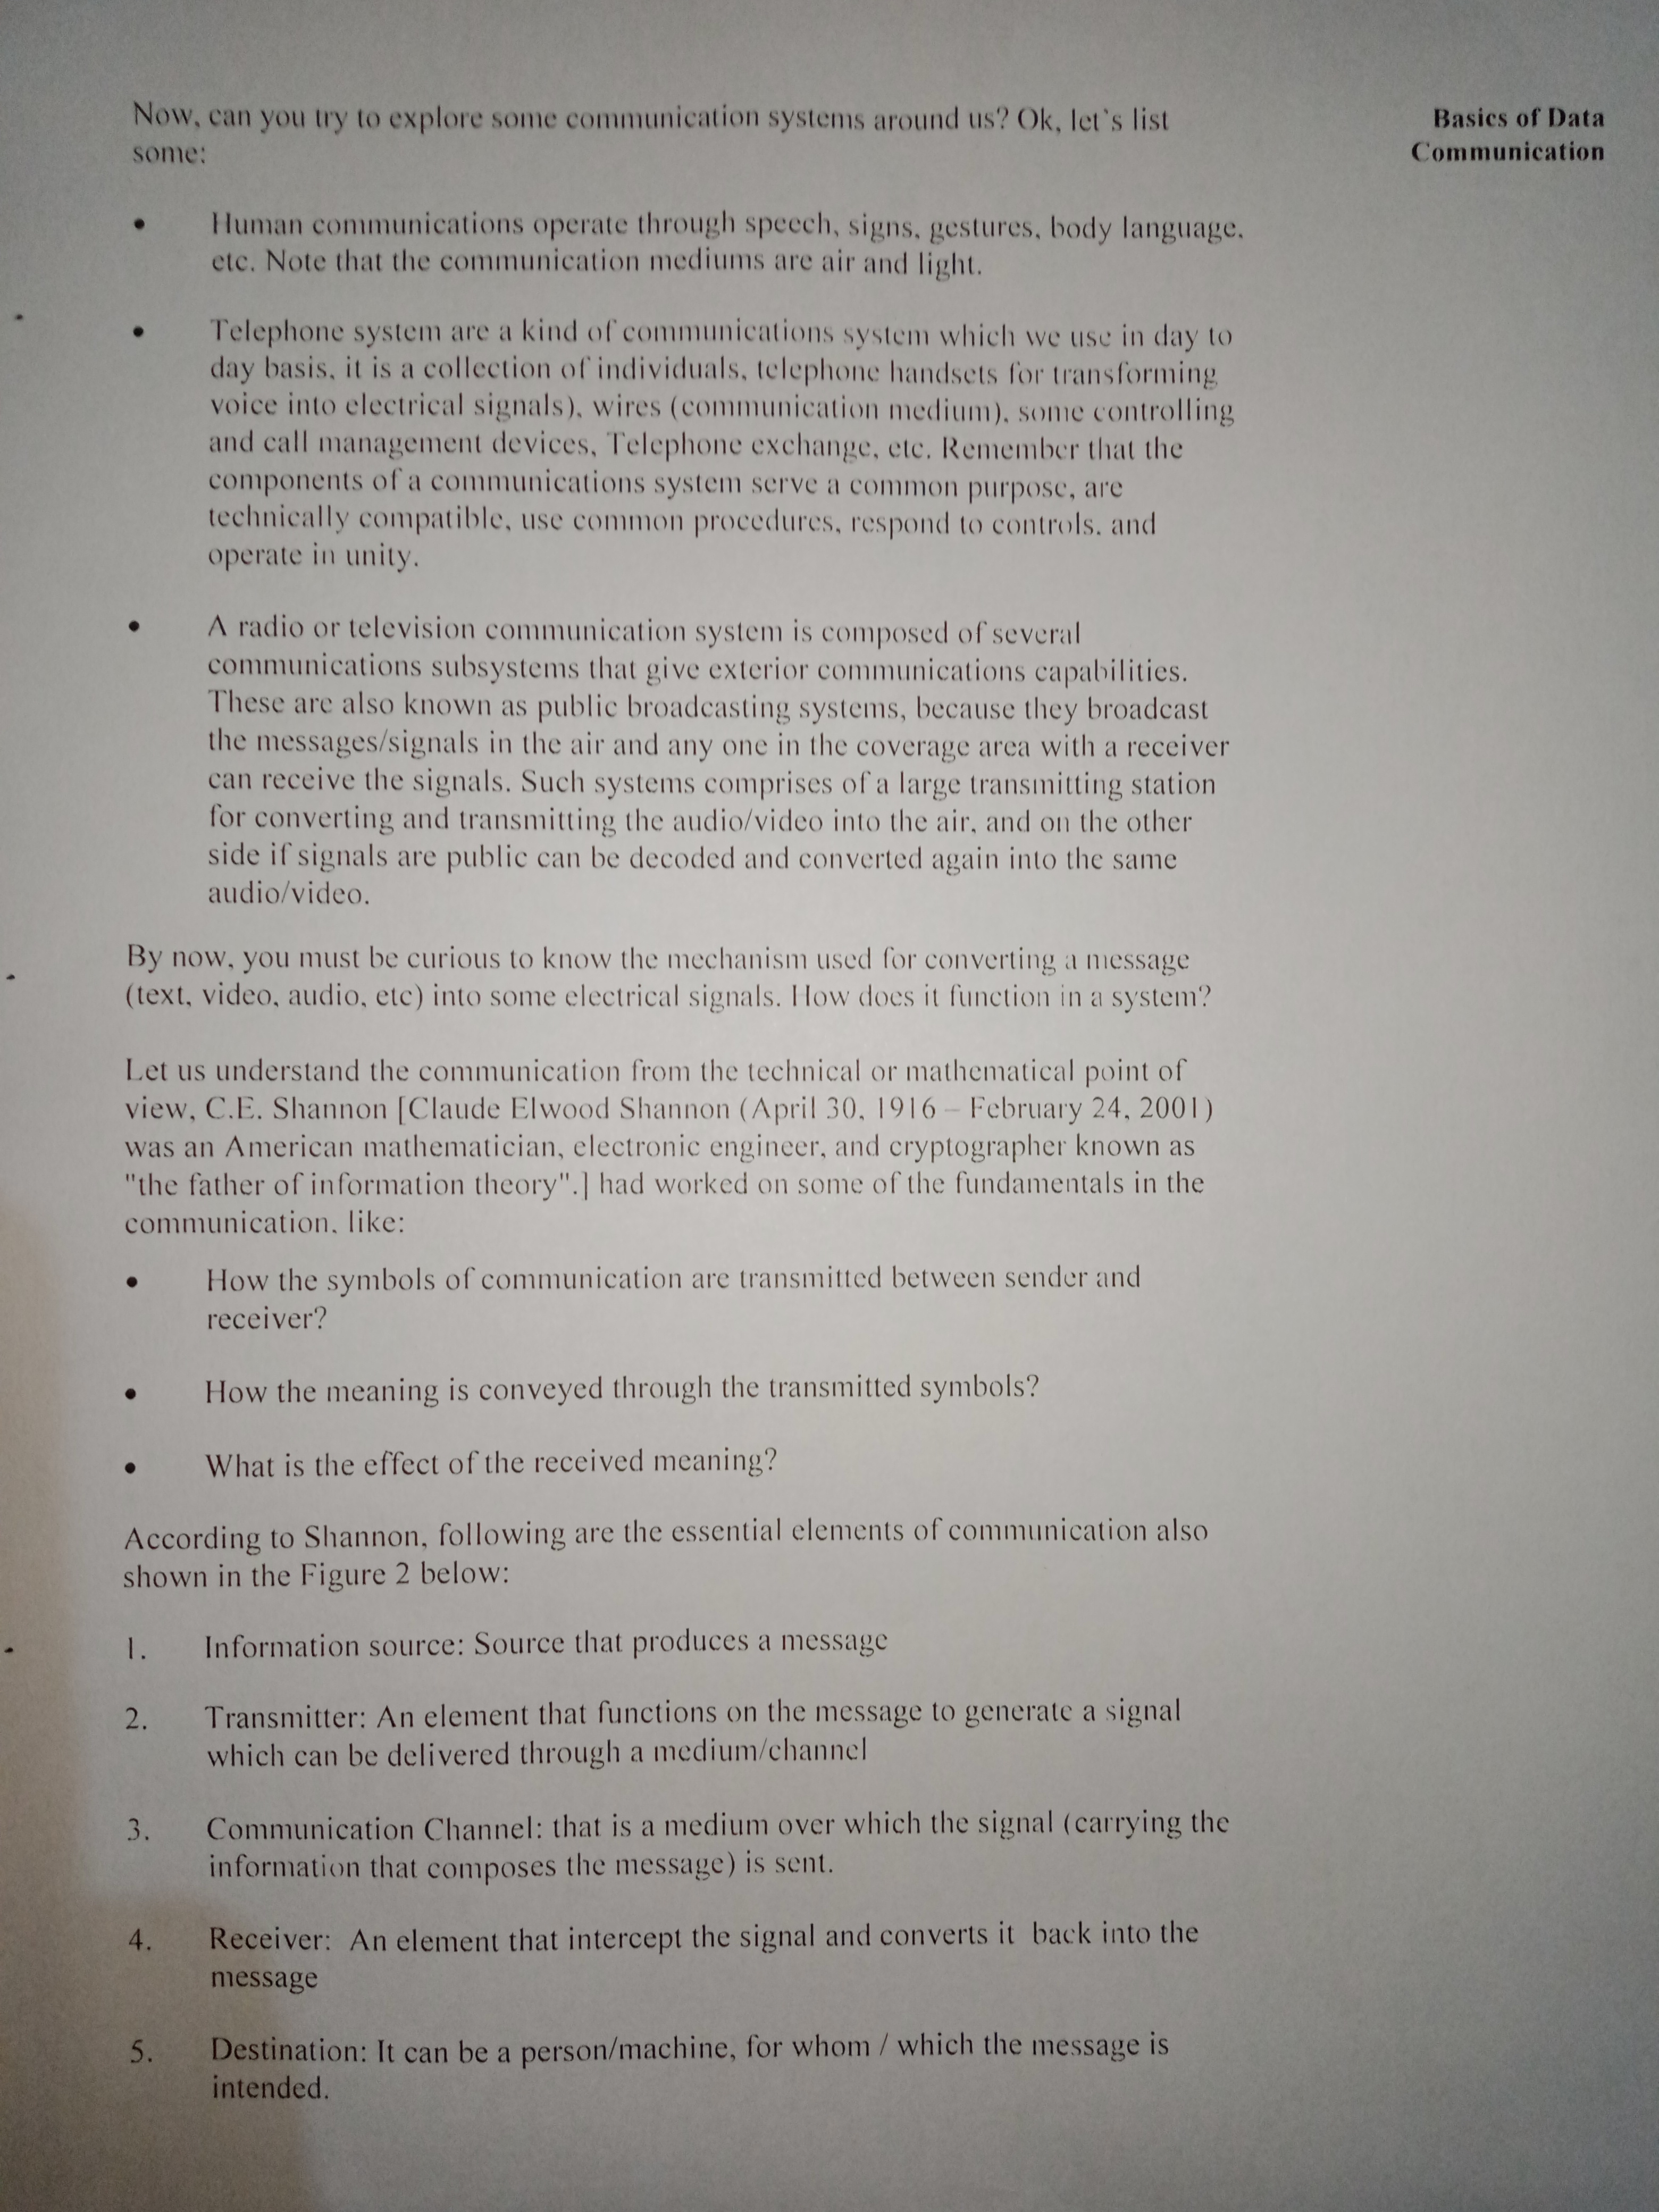 Now, can you try to explore some communication systems around us? Ok, let`s list
some:
Basics of Data
Communication
• Human communications operate through speech, signs, gestures, body language,
etc. Note that the communication mediums are air and light.
• Telephone system are a kind of communications system which we use in day to
day basis, it is a collection of individuals, telephone handsets for transforming
voice into electrical signals), wires (communication medium), some controlling
and call management devices, Telephone exchange, etc. Remember that the
components of a communications system serve a common purpose, are
technically compatible, use common procedures, respond to controls, and
operate in unity.
• A radio or television communication system is composed of several
communications subsystems that give exterior communications capabilities.
These are also known as public broadcasting systems, because they broadcast
the messages/signals in the air and any one in the coverage area with a receiver
can receive the signals. Such systems comprises of a large transmitting station
for converting and transmitting the audio/video into the air, and on the other
side if signals are public can be decoded and converted again into the same
audio/video.
By now, you must be curious to know the mechanism used for converting a message
(text, video, audio, etc) into some electrical signals. How does it function in a system?
Let us understand the communication from the technical or mathematical point of
view, C.E. Shannon [Claude Elwood Shannon (April 30, 1916 – February 24, 2001)
was an American mathematician, electronic engineer, and cryptographer known as
"the father of information theory".] had worked on some of the fundamentals in the
communication, like:
• How the symbols of communication are transmitted between sender and
receiver?
• How the meaning is conveyed through the transmitted symbols?
• What is the effect of the received meaning?
According to Shannon, following are the essential elements of communication also
shown in the Figure 2 below:
1. Information source: Source that produces a message
2. Transmitter: An element that functions on the message to generate a signal
which can be delivered through a medium/channel
3. Communication Channel: that is a medium over which the signal (carrying the
information that composes the message) is sent.
4. Receiver: An element that intercept the signal and converts it back into the
message
5. Destination: It can be a person/machine, for whom / which the message is
intended.